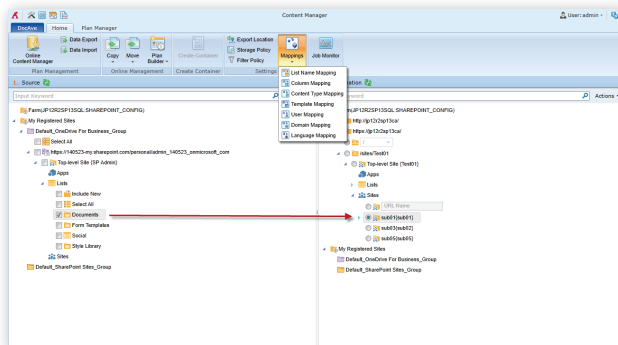 Content Manager
User: admin
DocAve
Home
Plan Manager
Online Content Manager
Data Export
Data Import
Copy
Move
Plan Builder
Create Container
Export Location
Storage Policy
Filter Policy
Mappings
Job Monitor
Plan Management
Online Management
Create Container
Settings
List Name Mapping
Column Mapping
Content Type Mapping
Template Mapping
User Mapping
Domain Mapping
Language Mapping
Source
Input Keyword
Farm(JP12R2SP13SQL:SHAREPOINT_CONFIG)
My Registered Sites
Default_OneDrive For Business_Group
Select All
https://140523-my.sharepoint.com/personal/admin_140523_onmicrosoft_com
Top-level Site (SP Admin)
Apps
Lists
Include New
Select All
Documents
Form Templates
Social
Style Library
Sites
Default_SharePoint Sites_Group
ation
Actions
(JP12R2SP13SQL:SHAREPOINT_CONFIG)
http://jp12r2sp13ca/
https://jp12r2sp13ca/
/
/sites/Test01
Top-level Site (Test01)
Apps
Lists
Sites
URL Name
sub01(sub01)
sub03(sub02)
sub05(sub05)
My Registered Sites
Default_OneDrive For Business_Group
Default_SharePoint Sites_Group